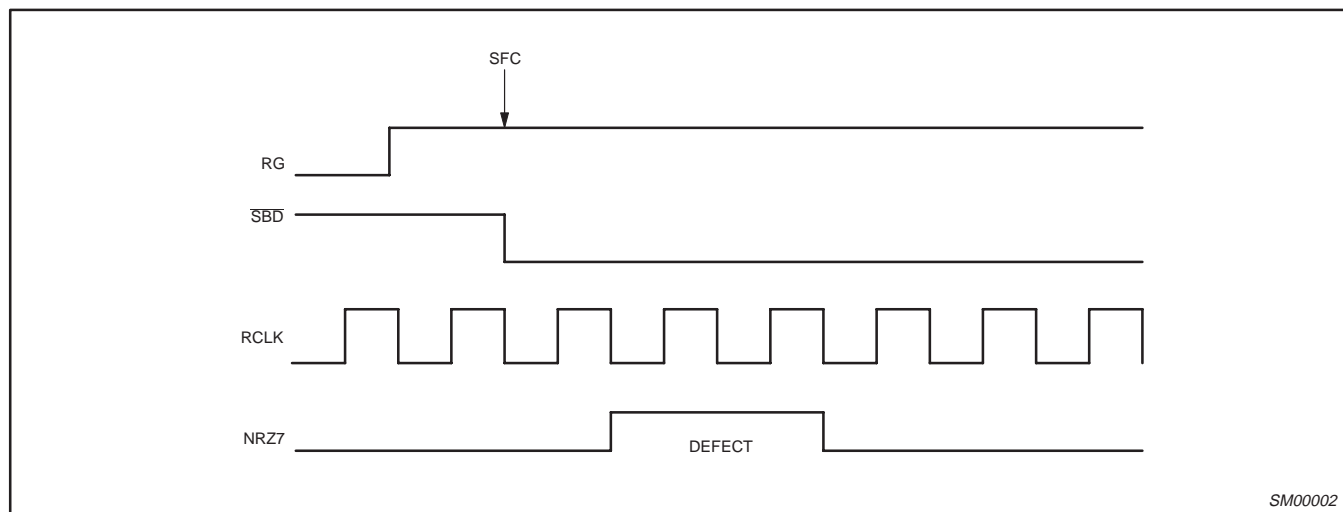 SFC
RG
SBD
RCLK
NRZ7
DEFECT
SM00002